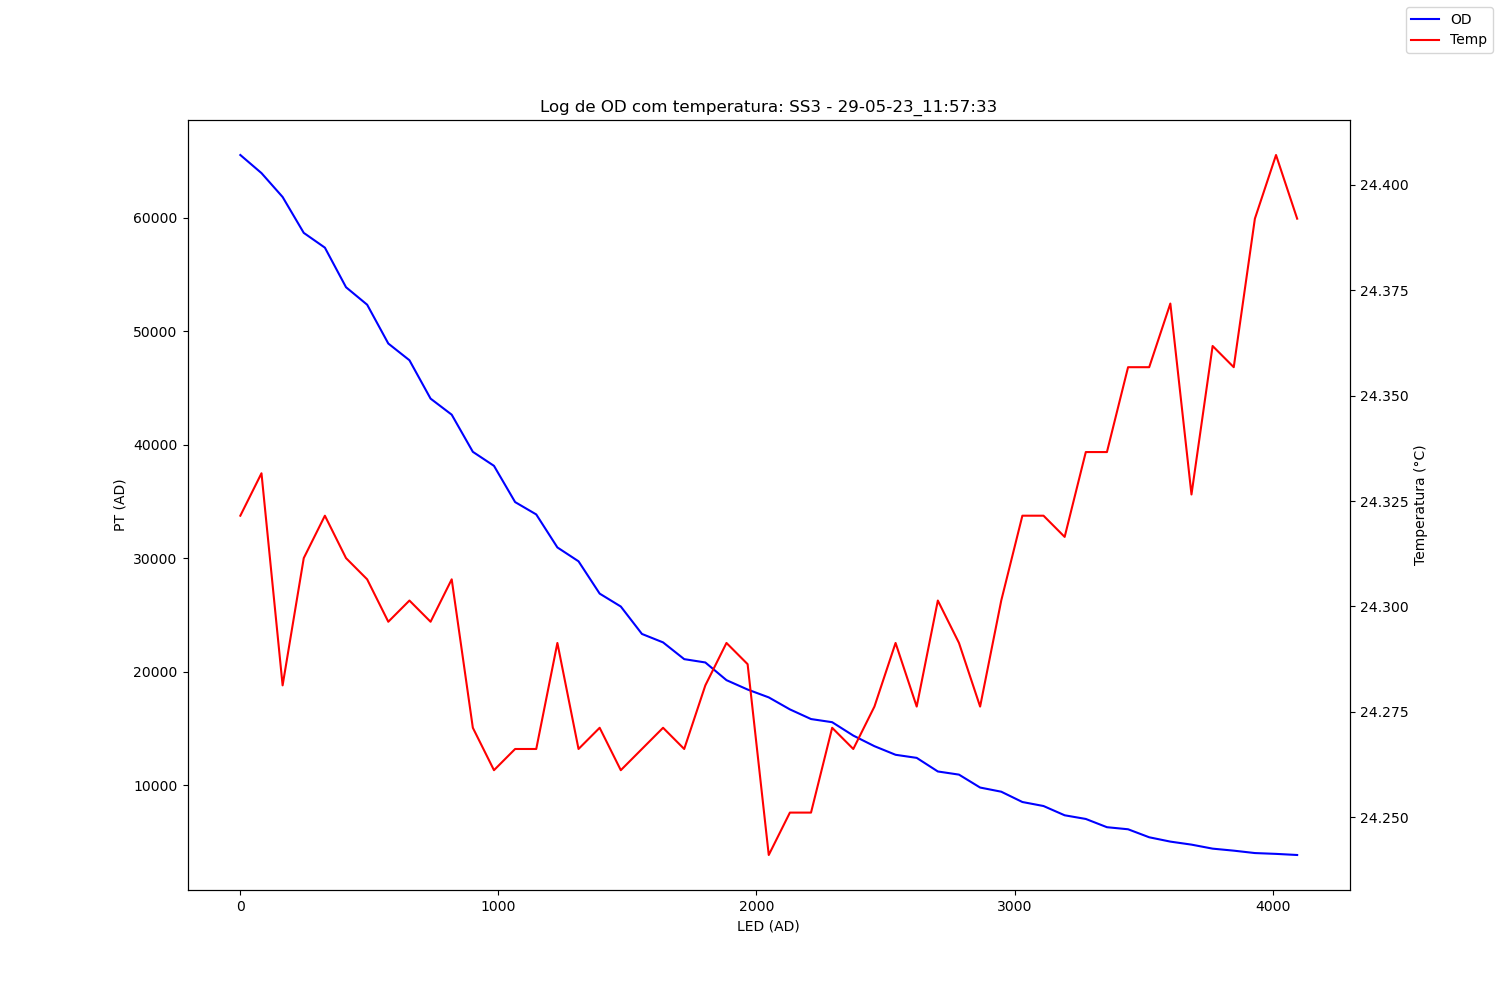 OD
Temp
Log de OD com temperatura: SS3 - 29-05-23_11:57:33
60000
50000
40000
30000
20000
10000
PT (AD)
24.400
24.375
24.350
24.325
24.300
24.275
24.250
Temperatura (°C)
0 1000 2000 3000 4000
LED (AD)